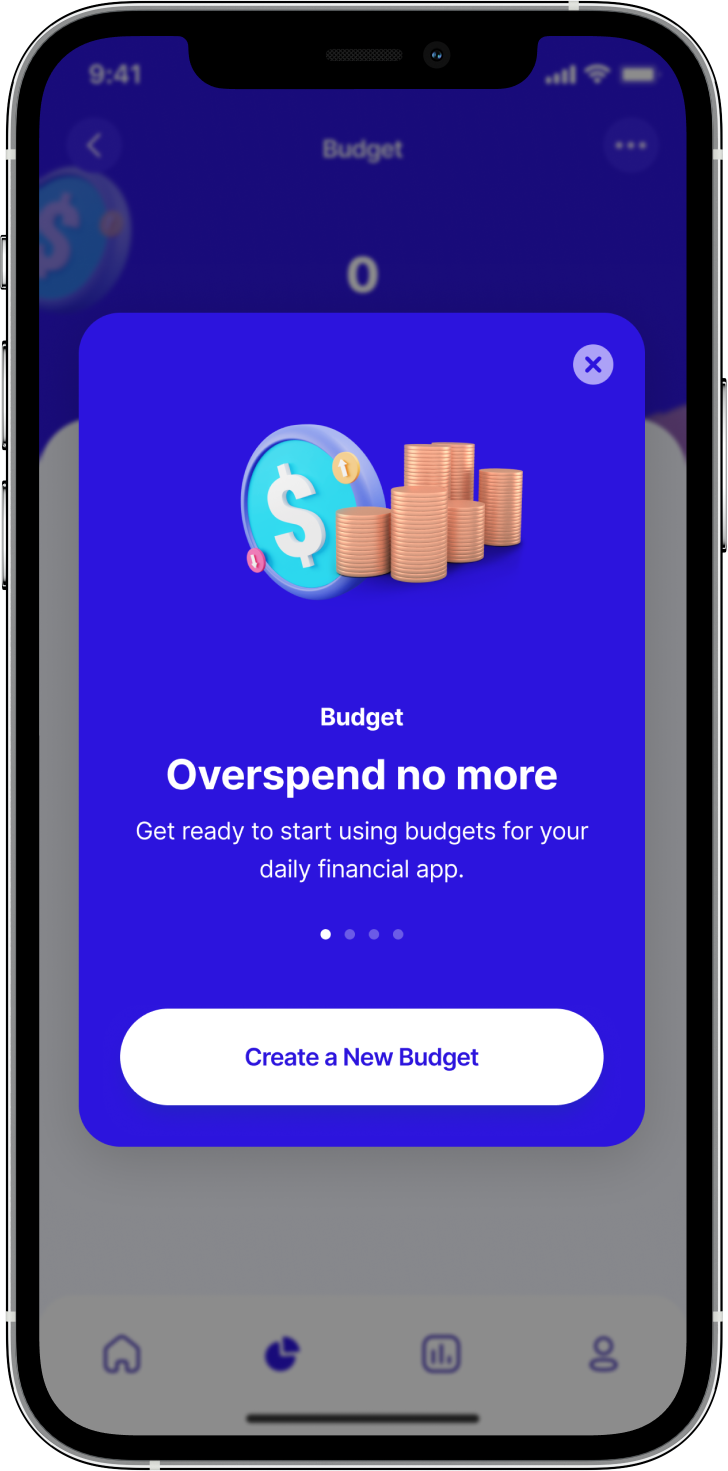 9:41
Budget
0
Budget
Overspend no more
Get ready to start using budgets for your
daily financial app.
Create a New Budget